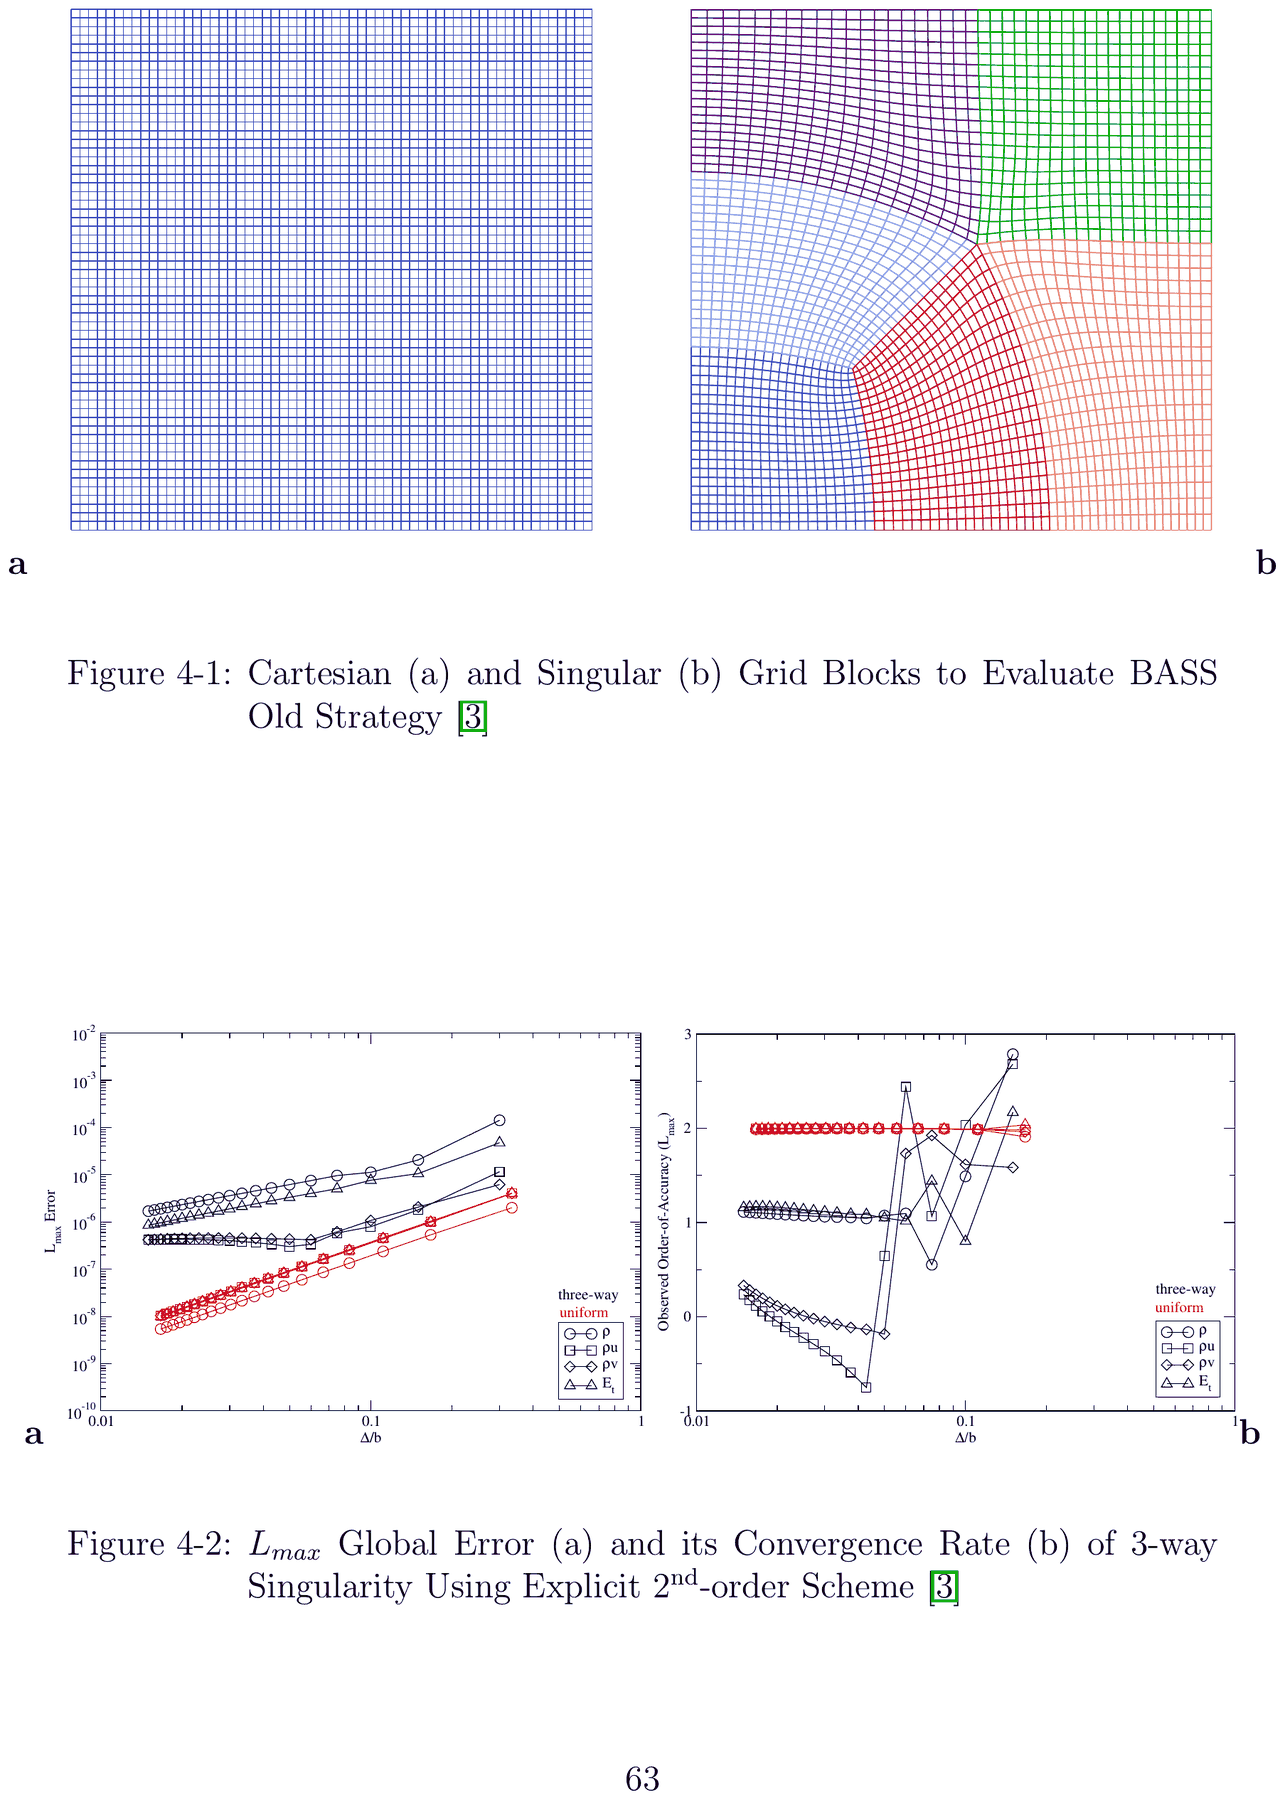 a
b
Figure 4-1: Cartesian (a) and Singular (b) Grid Blocks to Evaluate BASS
Old Strategy [3]
10^-2
10^-3
10^-4
10^-5
10^-6
10^-7
10^-8
10^-9
10^-10
L_max Error
0.01
0.1
1
Δ/b
three-way
uniform
ρ
ρu
ρv
E_t
a
3
2
1
0
-1
Observed Order-of-Accuracy (L_max)
0.01
0.1
1
Δ/b
three-way
uniform
ρ
ρu
ρv
E_t
b
Figure 4-2: L_max Global Error (a) and its Convergence Rate (b) of 3-way
Singularity Using Explicit 2^nd-order Scheme [3]
63